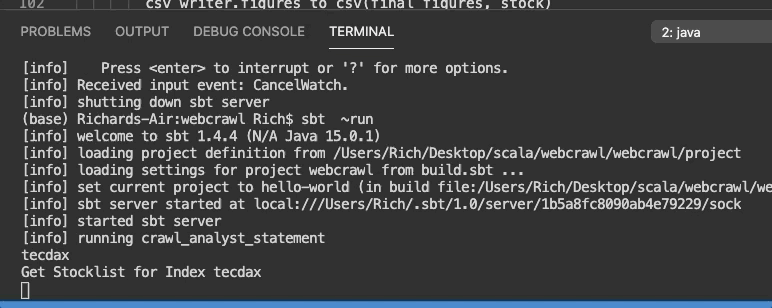 102 csv_writer.figures_to_csv(final_figures, stock)
PROBLEMS OUTPUT DEBUG CONSOLE TERMINAL 2: java
[info]    Press <enter> to interrupt or '?' for more options.
[info] Received input event: CancelWatch.
[info] shutting down sbt server
(base) Richards-Air:webcrawl Rich$ sbt  ~run
[info] welcome to sbt 1.4.4 (N/A Java 15.0.1)
[info] loading project definition from /Users/Rich/Desktop/scala/webcrawl/webcrawl/project
[info] loading settings for project webcrawl from build.sbt ...
[info] set current project to hello-world (in build file:/Users/Rich/Desktop/scala/webcrawl/we
[info] sbt server started at local:///Users/Rich/.sbt/1.0/server/1b5a8fc8090ab4e79229/sock
[info] started sbt server
[info] running crawl_analyst_statement
tecdax
Get Stocklist for Index tecdax